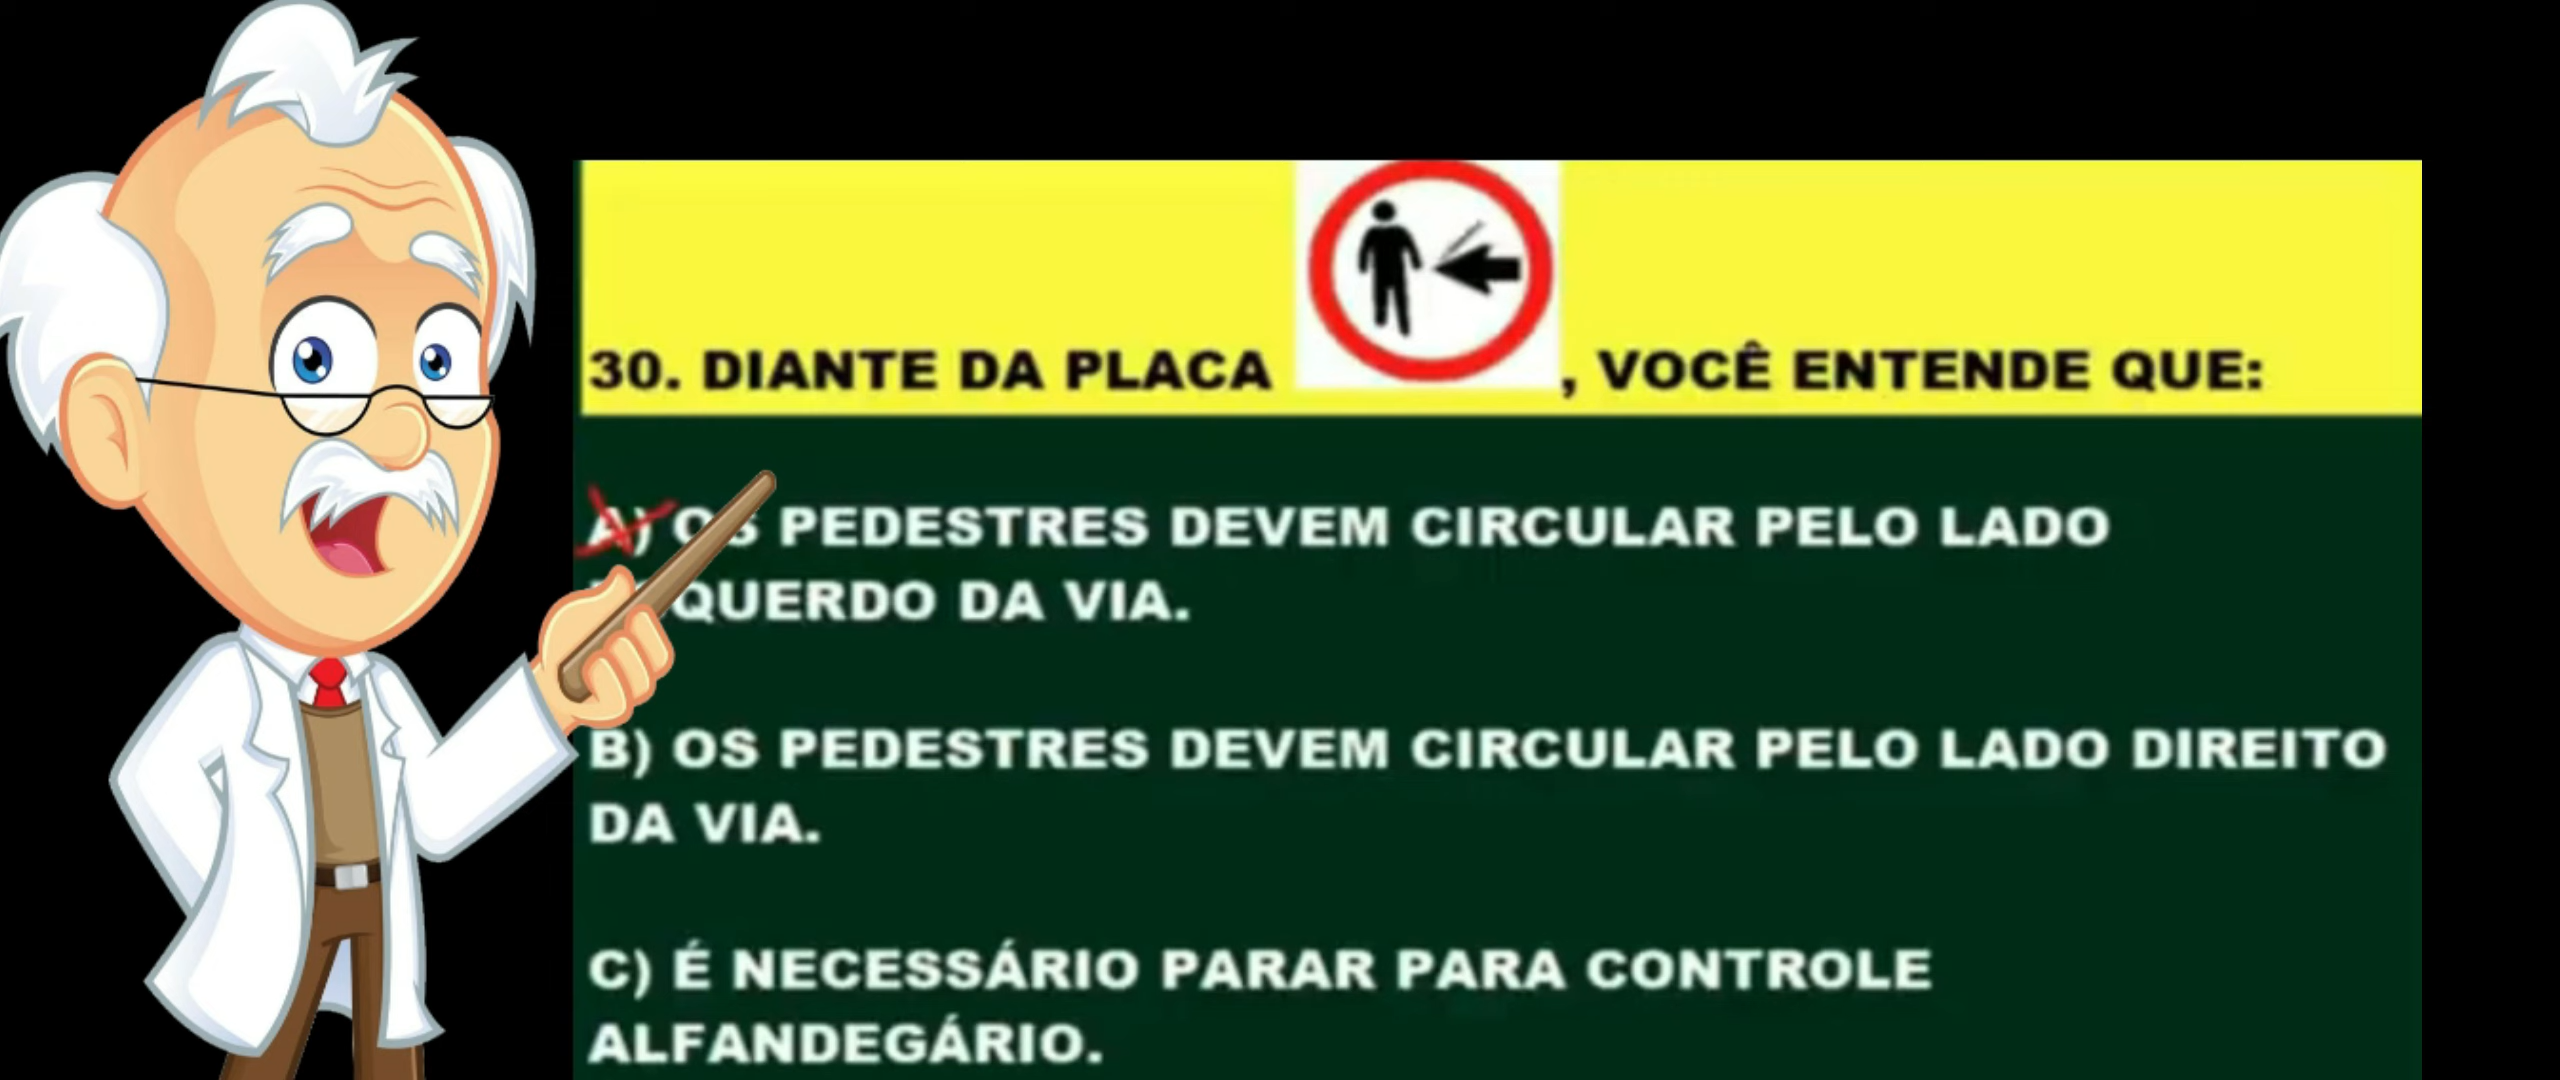 30. DIANTE DA PLACA , VOCÊ ENTENDE QUE:
A) OS PEDESTRES DEVEM CIRCULAR PELO LADO
QUERDO DA VIA.
B) OS PEDESTRES DEVEM CIRCULAR PELO LADO DIREITO
DA VIA.
C) É NECESSÁRIO PARAR PARA CONTROLE
ALFANDEGÁRIO.